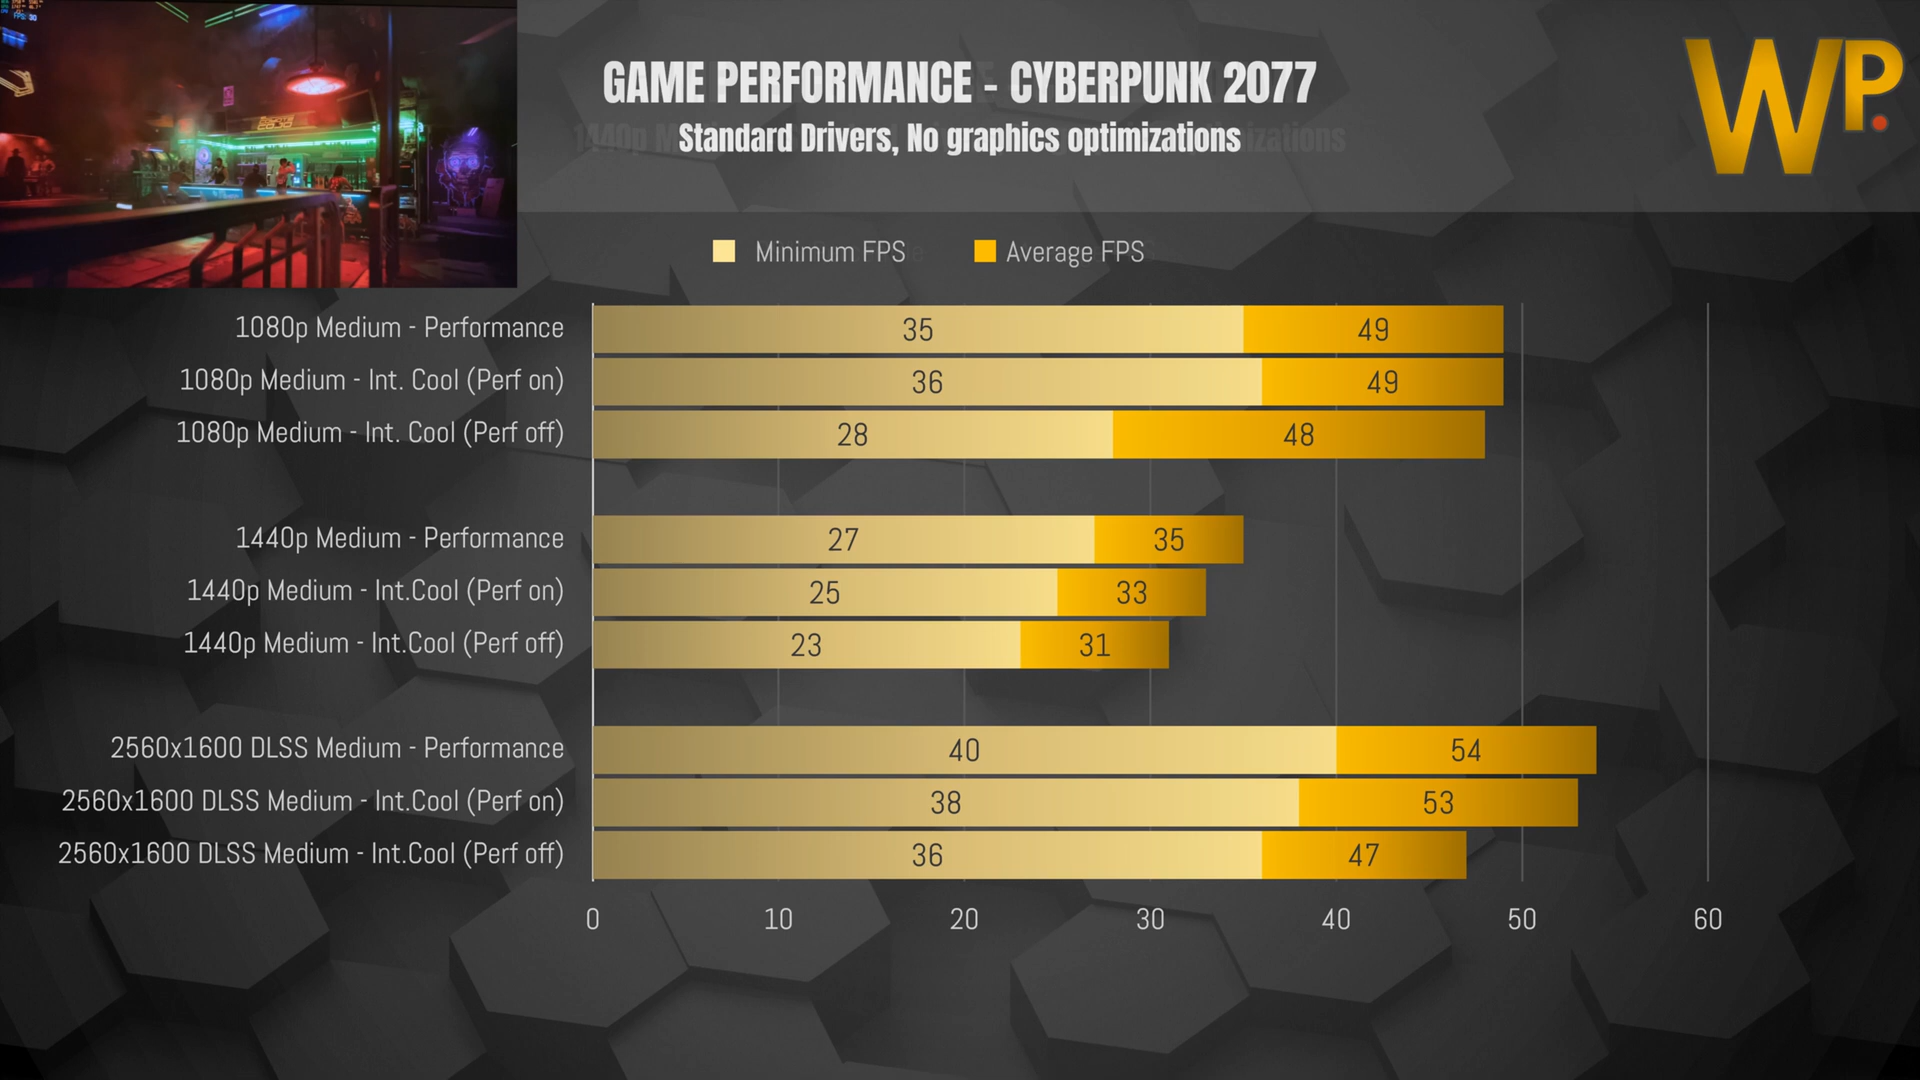 FPS: 30
GAME PERFORMANCE - CYBERPUNK 2077
Standard Drivers, No graphics optimizations
WP.
Minimum FPS
Average FPS
1080p Medium - Performance 35 49
1080p Medium - Int. Cool (Perf on) 36 49
1080p Medium - Int. Cool (Perf off) 28 48
1440p Medium - Performance 27 35
1440p Medium - Int.Cool (Perf on) 25 33
1440p Medium - Int.Cool (Perf off) 23 31
2560x1600 DLSS Medium - Performance 40 54
2560x1600 DLSS Medium - Int.Cool (Perf on) 38 53
2560x1600 DLSS Medium - Int.Cool (Perf off) 36 47
0 10 20 30 40 50 60